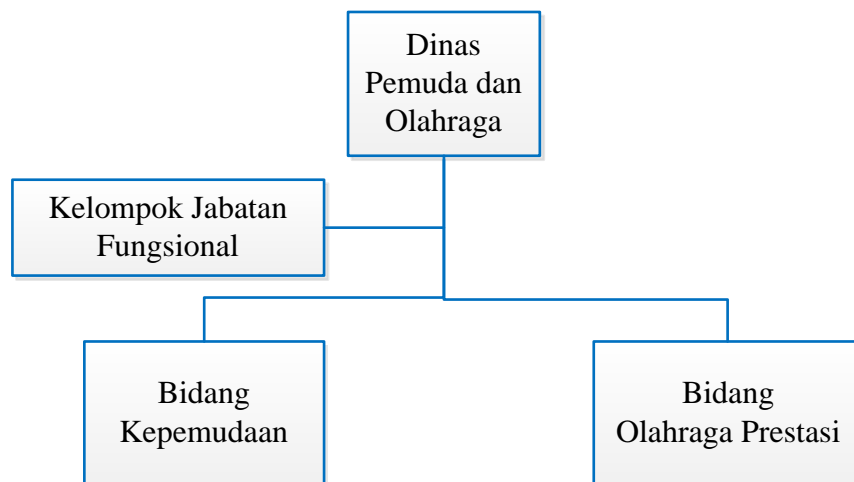 Dinas
Pemuda dan
Olahraga
Kelompok Jabatan
Fungsional
Bidang
Kepemudaan
Bidang
Olahraga Prestasi